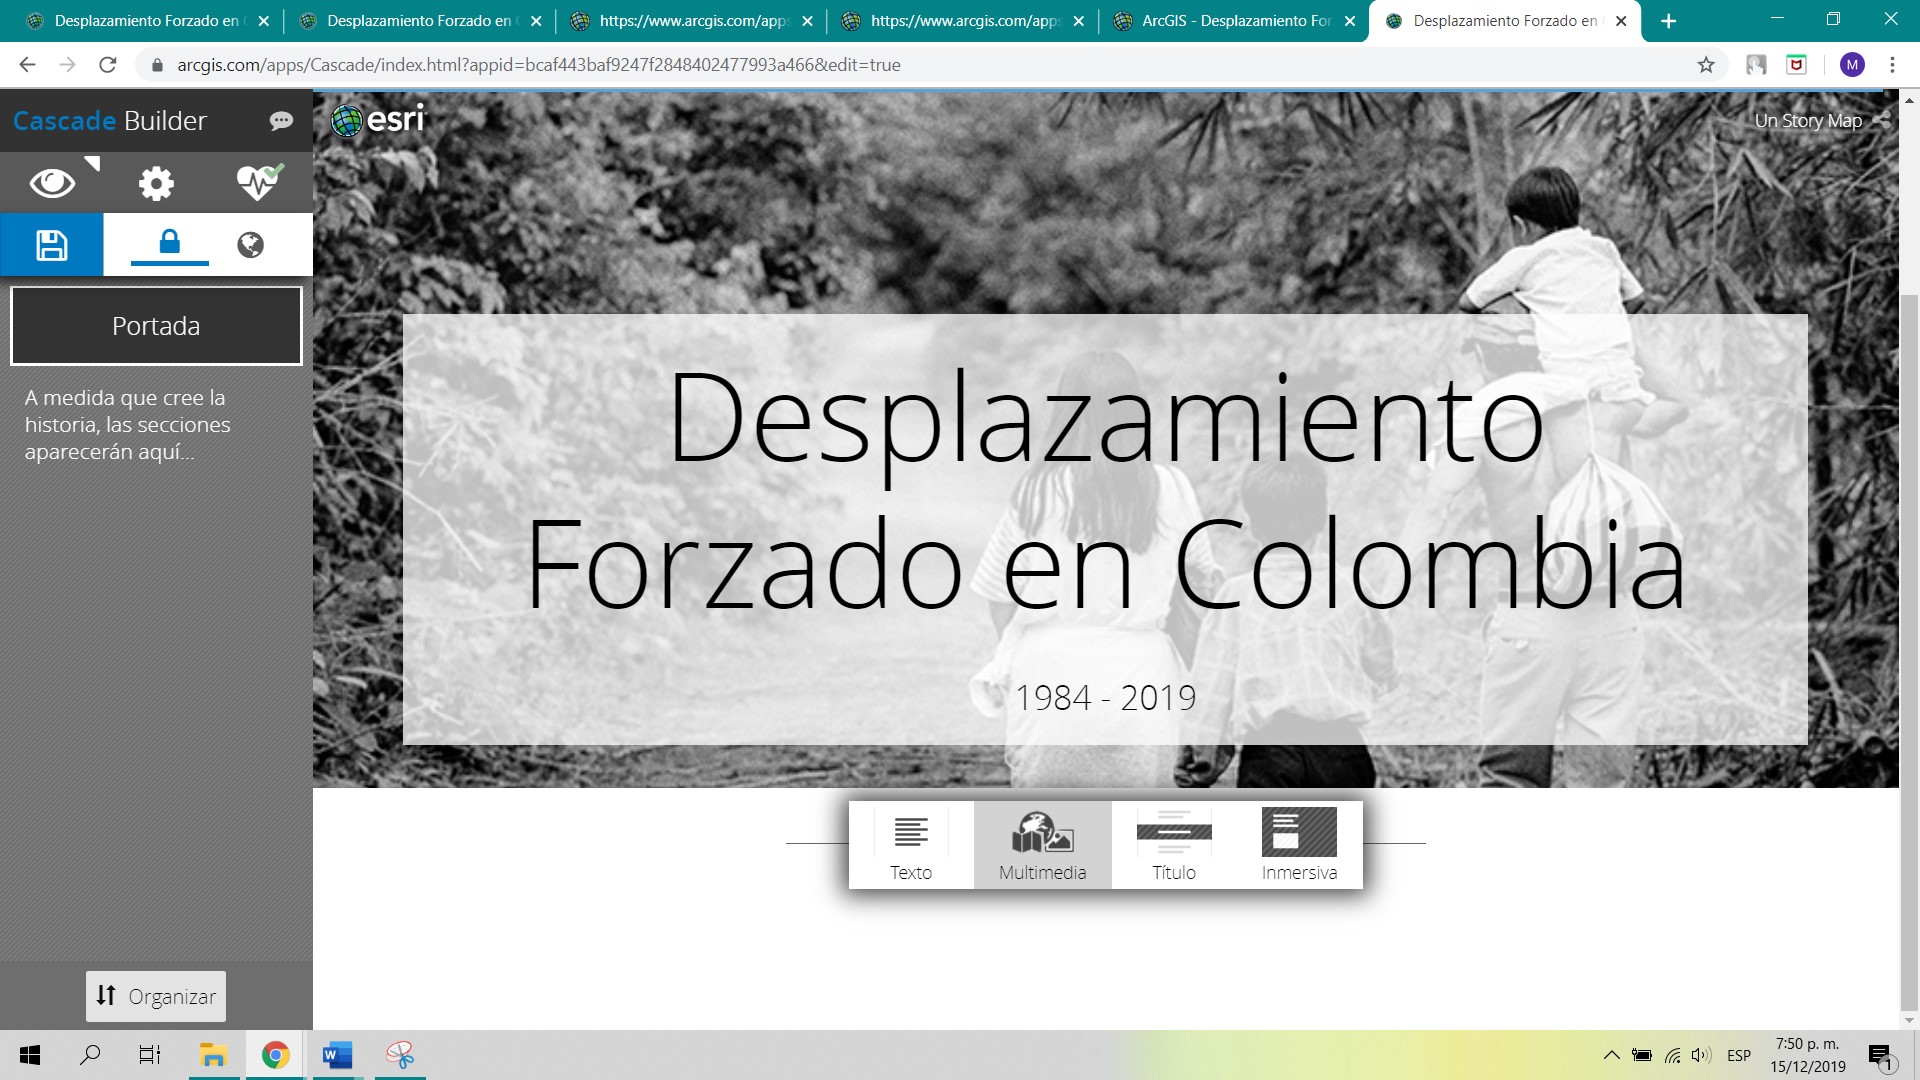 Desplazamiento Forzado en
Desplazamiento Forzado en
https://www.arcgis.com/apps
https://www.arcgis.com/apps
ArcGIS - Desplazamiento For
Desplazamiento Forzado en
arcgis.com/apps/Cascade/index.html?appid=bcaf443baf9247f2848402477993a466&edit=true
M
Cascade Builder
esri
Un Story Map
Portada
A medida que cree la
historia, las secciones
aparecerán aquí...
Desplazamiento
Forzado en Colombia
1984 - 2019
Texto
Multimedia
Título
Inmersiva
Organizar
W
ESP
7:50 p. m.
15/12/2019
1